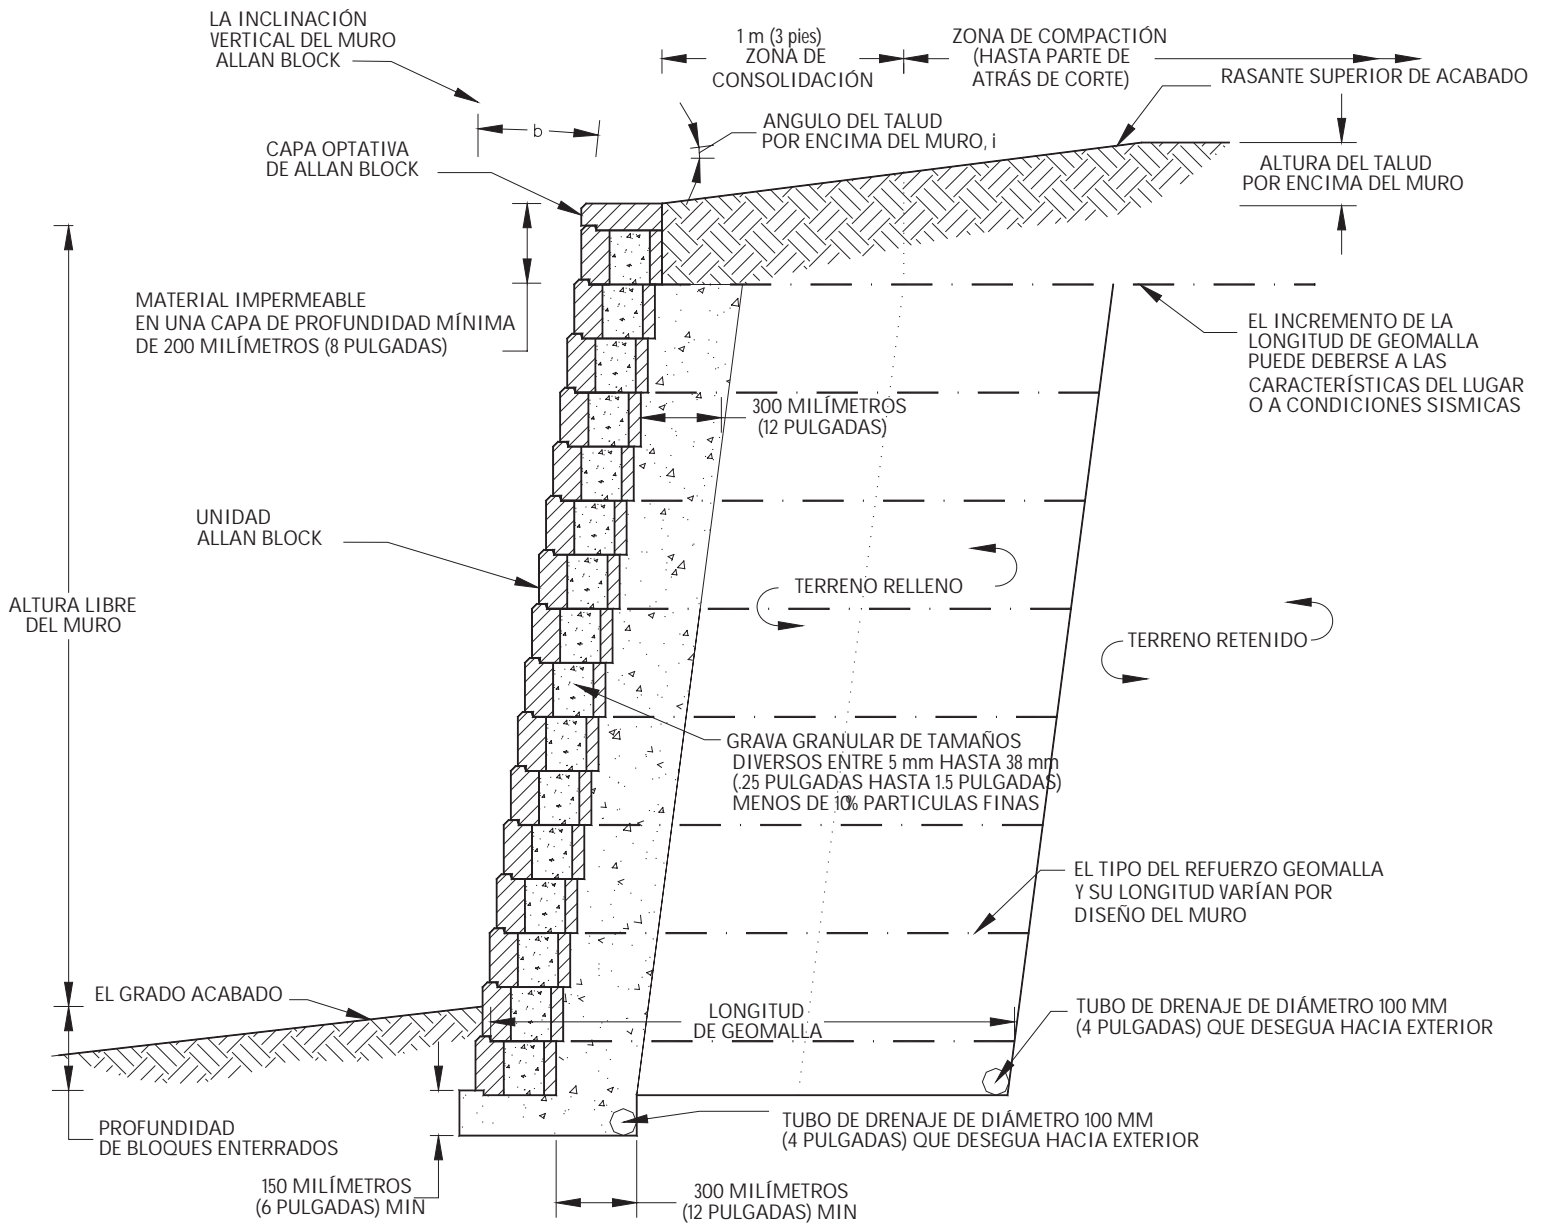 LA INCLINACIÓN
VERTICAL DEL MURO
ALLAN BLOCK
1 m (3 pies)
ZONA DE
CONSOLIDACIÓN
ZONA DE COMPACTIÓN
(HASTA PARTE DE
ATRÁS DE CORTE)
RASANTE SUPERIOR DE ACABADO
b
ANGULO DEL TALUD
POR ENCIMA DEL MURO, i
CAPA OPTATIVA
DE ALLAN BLOCK
ALTURA DEL TALUD
POR ENCIMA DEL MURO
MATERIAL IMPERMEABLE
EN UNA CAPA DE PROFUNDIDAD MÍNIMA
DE 200 MILÍMETROS (8 PULGADAS)
EL INCREMENTO DE LA
LONGITUD DE GEOMALLA
PUEDE DEBERSE A LAS
CARACTERÍSTICAS DEL LUGAR
O A CONDICIONES SISMICAS
300 MILÍMETROS
(12 PULGADAS)
UNIDAD
ALLAN BLOCK
TERRENO RELLENO
ALTURA LIBRE
DEL MURO
TERRENO RETENIDO
GRAVA GRANULAR DE TAMAÑOS
DIVERSOS ENTRE 5 mm HASTA 38 mm
(.25 PULGADAS HASTA 1.5 PULGADAS)
MENOS DE 10% PARTICULAS FINAS
EL TIPO DEL REFUERZO GEOMALLA
Y SU LONGITUD VARÍAN POR
DISEÑO DEL MURO
EL GRADO ACABADO
LONGITUD
DE GEOMALLA
TUBO DE DRENAJE DE DIÁMETRO 100 MM
(4 PULGADAS) QUE DESEGUA HACIA EXTERIOR
PROFUNDIDAD
DE BLOQUES ENTERRADOS
TUBO DE DRENAJE DE DIÁMETRO 100 MM
(4 PULGADAS) QUE DESEGUA HACIA EXTERIOR
150 MILÍMETROS
(6 PULGADAS) MIN
300 MILÍMETROS
(12 PULGADAS) MIN